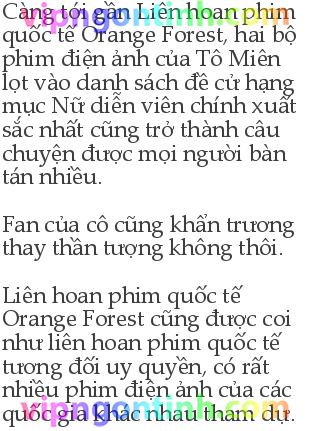 Càng tới gần Liên hoan phim
vipngontinh.com
quốc tế Orange Forest, hai bộ
phim điện ảnh của Tô Miên
lọt vào danh sách đề cử hạng
mục Nữ diễn viên chính xuất
sắc nhất cũng trở thành câu
chuyện được mọi người bàn
tán nhiều.
Fan của cô cũng khẩn trương
thay thần tượng không thôi.
Liên hoan phim quốc tế
Orange Forest cũng được coi
như liên hoan phim quốc tế
tương đối uy quyền, có rất
nhiều phim điện ảnh của các
quốc gia khác nhau tham dự.
vipngontinh.com